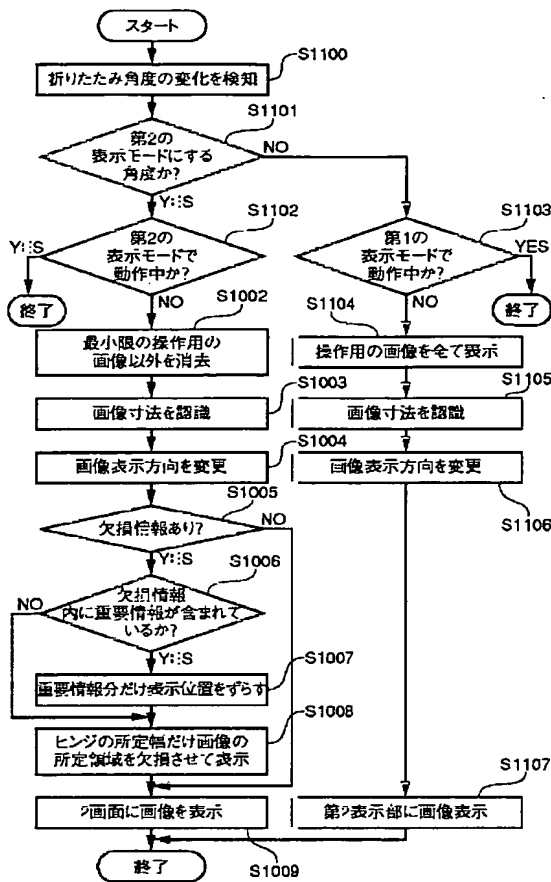 スタート
S1100
折りたたみ角度の変化を検知
S1101
第2の
表示モードにする
角度か?
NO
YES
S1102
第2の
表示モードで
動作中か?
YES
終了
NO
S1103
第1の
表示モードで
動作中か?
YES
終了
NO
S1002
最小限の操作用の
画像以外を消去
S1104
操作用の画像を全て表示
S1003
画像寸法を認識
S1105
画像寸法を認識
S1004
画像表示方向を変更
画像表示方向を変更
S1106
S1005
欠損情報あり?
NO
YES
S1006
欠損情報
内に重要情報が含まれて
いるか?
NO
YES
S1007
重要情報分だけ表示位置をずらす
S1008
ヒンジの所定幅だけ画像の
所定領域を欠損させて表示
S1107
2画面に画像を表示
第2表示部に画像表示
S1009
終了